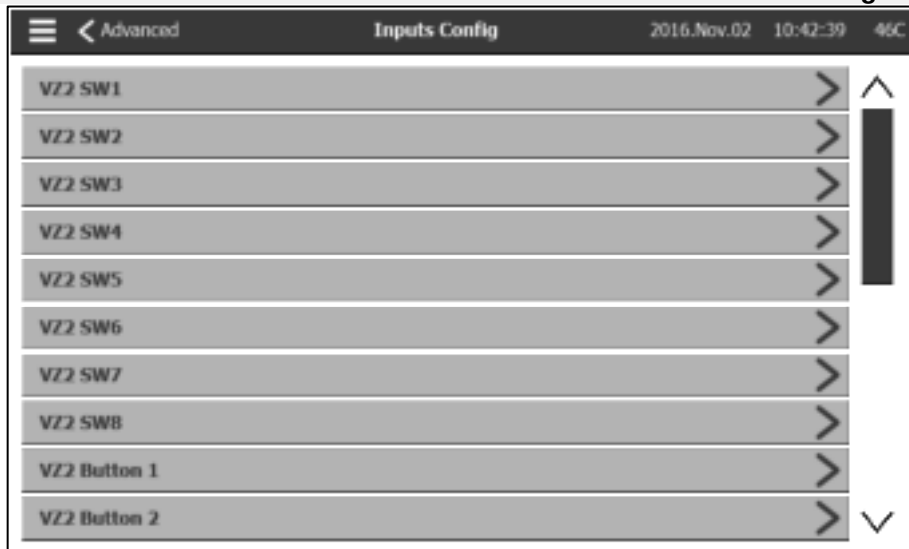 Advanced Inputs Config 2016.Nov.02 10:42:39 46C
VZ2 SW1
VZ2 SW2
VZ2 SW3
VZ2 SW4
VZ2 SW5
VZ2 SW6
VZ2 SW7
VZ2 SW8
VZ2 Button 1
VZ2 Button 2